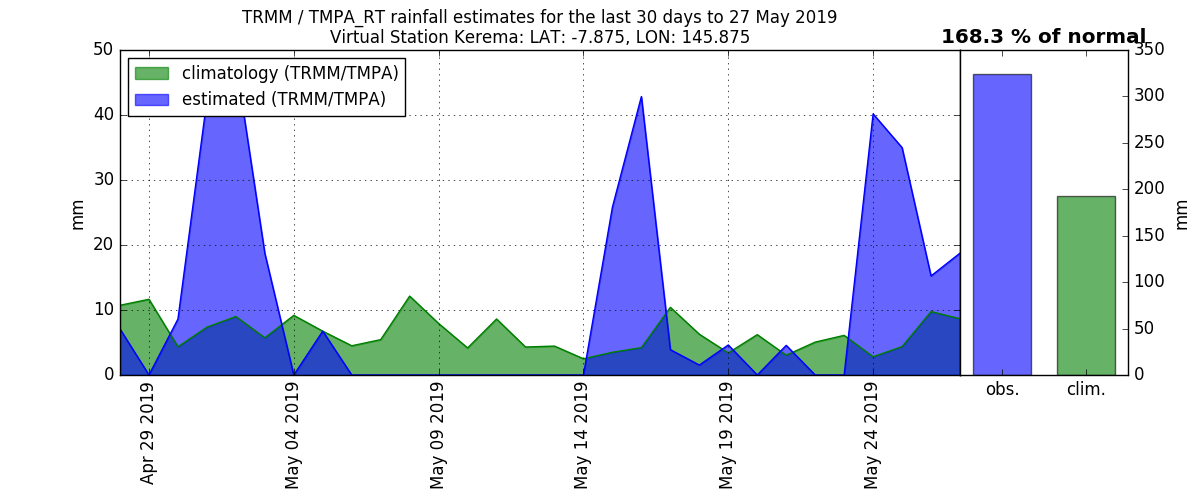 TRMM / TMPA_RT rainfall estimates for the last 30 days to 27 May 2019
Virtual Station Kerema: LAT: -7.875, LON: 145.875
168.3 % of normal
climatology (TRMM/TMPA)
estimated (TRMM/TMPA)
50
40
30
20
10
0
mm
Apr 29 2019
May 04 2019
May 09 2019
May 14 2019
May 19 2019
May 24 2019
350
300
250
200
150
100
50
0
mm
obs.
clim.